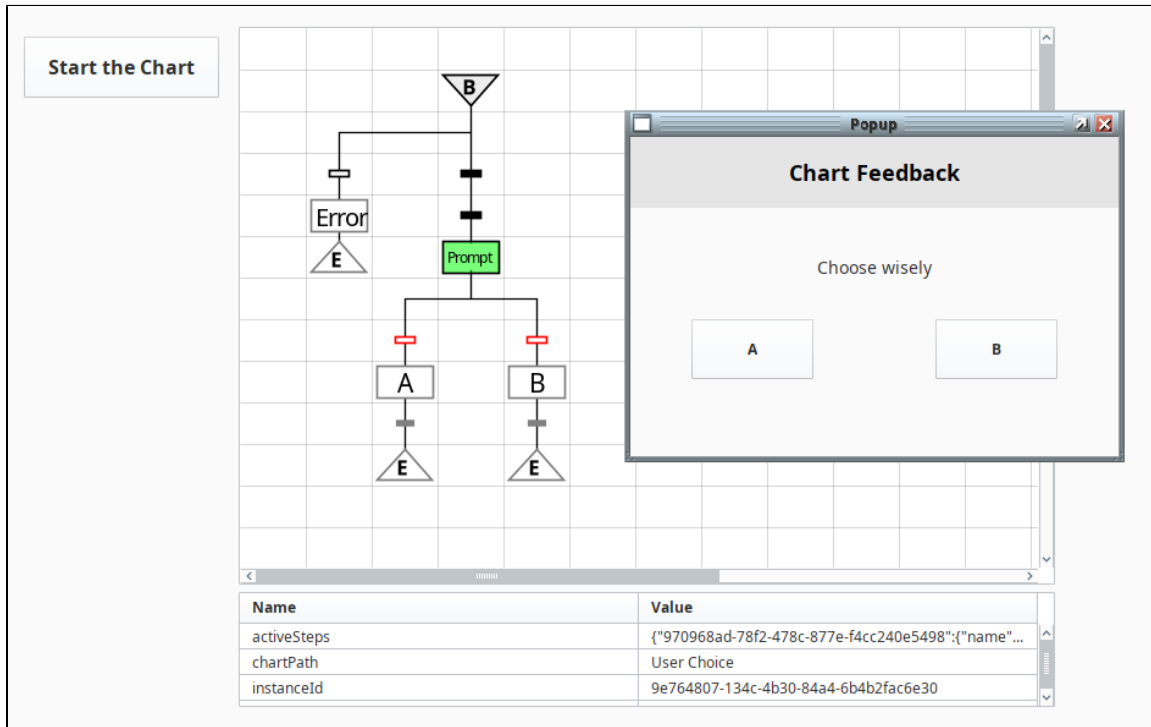 Start the Chart
B
Error
E
Prompt
A
B
E
E
Popup
Chart Feedback
Choose wisely
A
B
Name Value
activeSteps {"970968ad-78f2-478c-877e-f4cc240e5498":{"name"...
chartPath User Choice
instanceId 9e764807-134c-4b30-84a4-6b4b2fac6e30